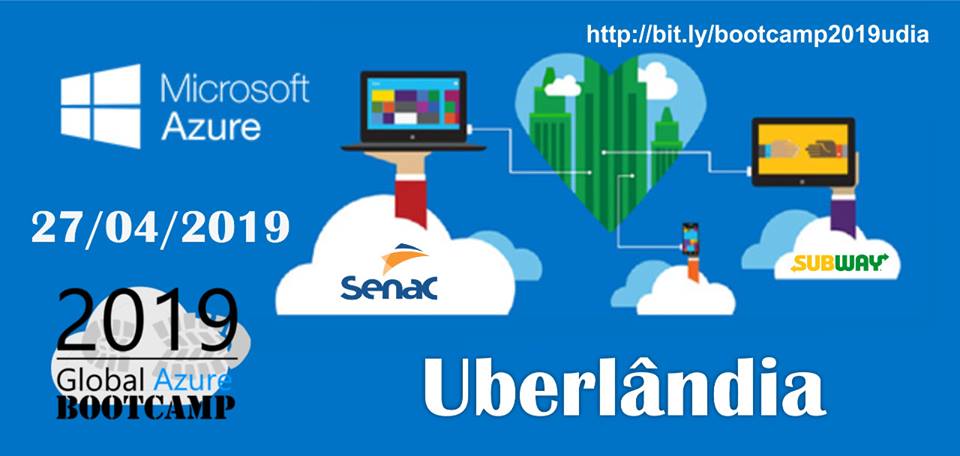 http://bit.ly/bootcamp2019udia
Microsoft
Azure
27/04/2019
Senac
SUBWAY
2019
Global Azure
BOOTCAMP
Uberlândia